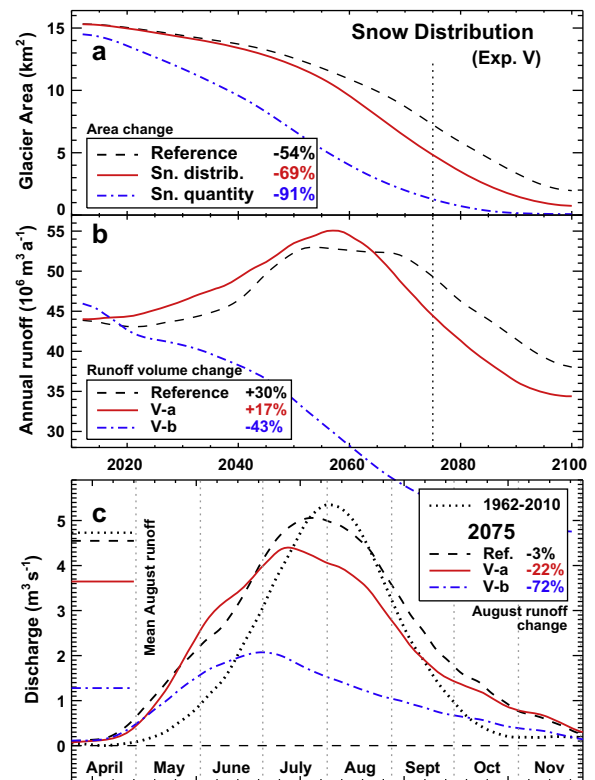 Snow Distribution
(Exp. V)
a
Glacier Area (km2)
15
10
5
0
Area change
Reference -54%
Sn. distrib. -69%
Sn. quantity -91%
b
Annual runoff (10⁶ m³ a⁻¹)
55
50
45
40
35
30
Runoff volume change
Reference +30%
V-a +17%
V-b -43%
2020 2040 2060 2080 2100
c
Discharge (m³ s⁻¹)
5
4
3
2
1
0
Mean August runoff
1962-2010
2075
Ref. -3%
V-a -22%
V-b -72%
August runoff
change
April May June July Aug Sept Oct Nov